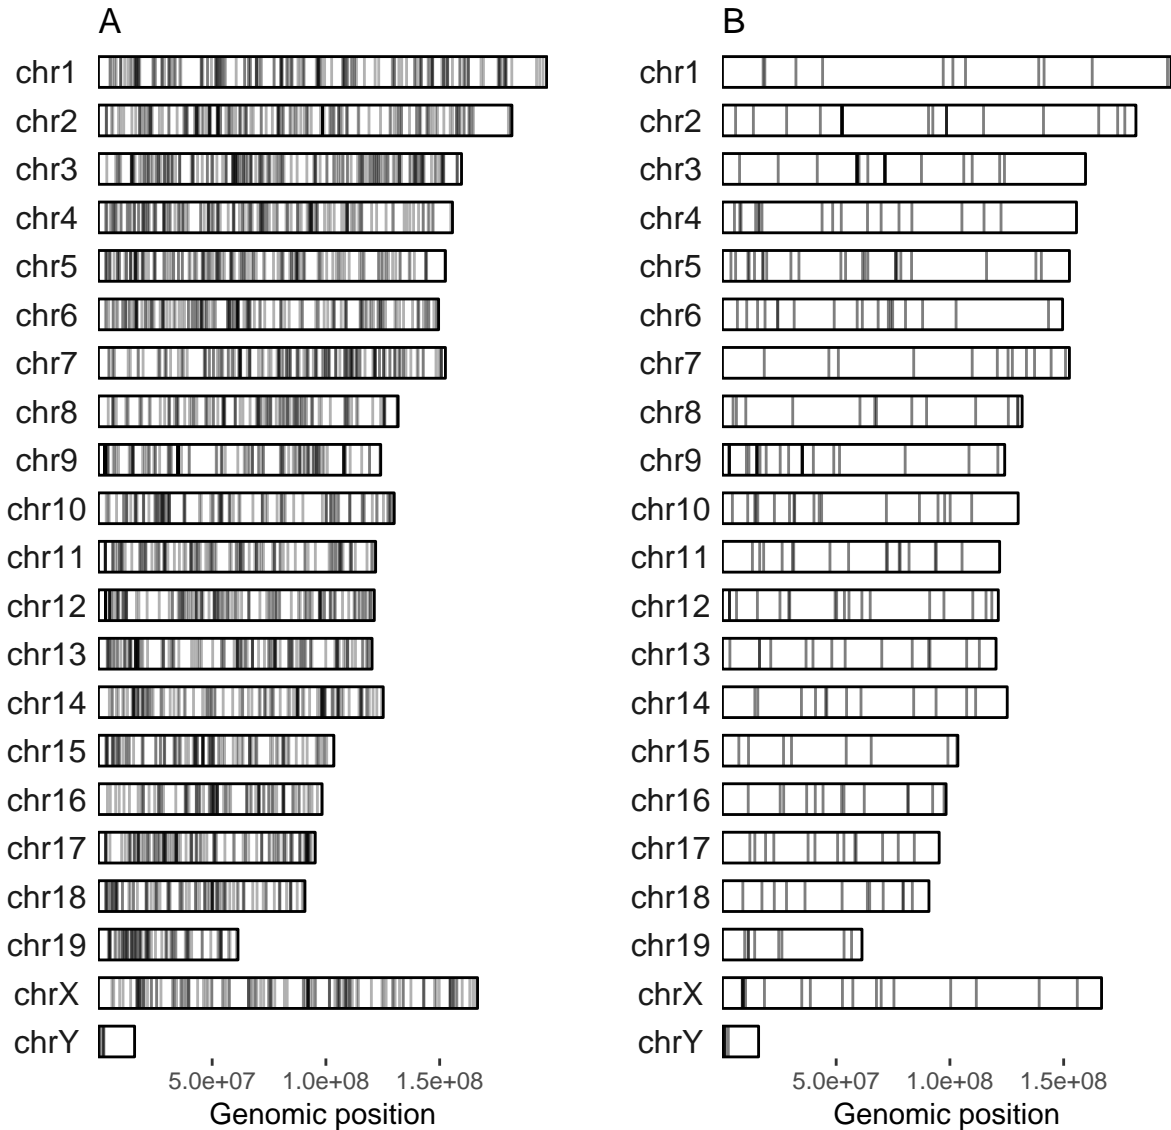 A
chr1
chr2
chr3
chr4
chr5
chr6
chr7
chr8
chr9
chr10
chr11
chr12
chr13
chr14
chr15
chr16
chr17
chr18
chr19
chrX
chrY
5.0e+07 1.0e+08 1.5e+08
Genomic position
B
chr1
chr2
chr3
chr4
chr5
chr6
chr7
chr8
chr9
chr10
chr11
chr12
chr13
chr14
chr15
chr16
chr17
chr18
chr19
chrX
chrY
5.0e+07 1.0e+08 1.5e+08
Genomic position